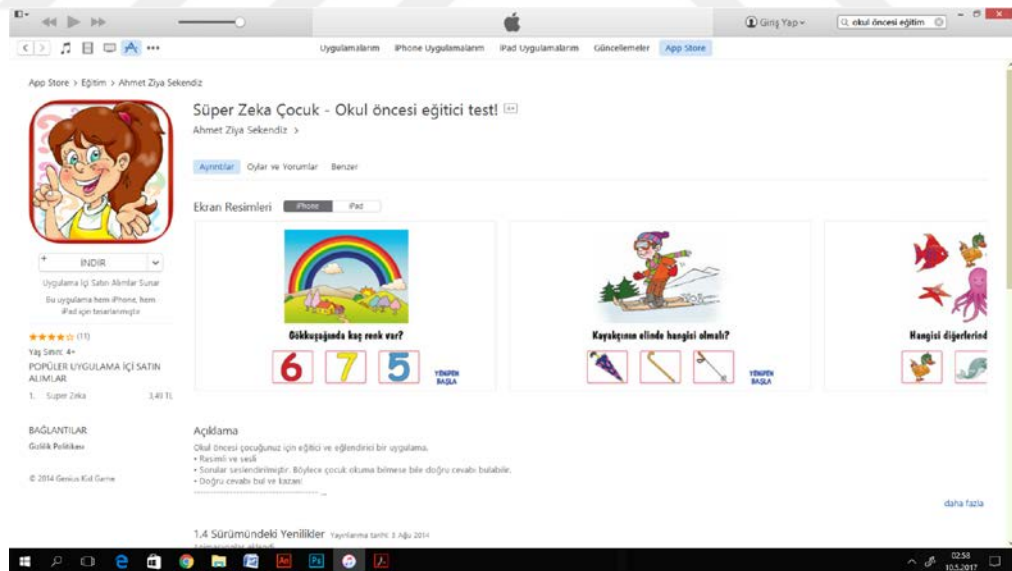 Giriş Yap
okul öncesi eğitim
Uygulamalarım iPhone Uygulamalarım iPad Uygulamalarım Güncellemeler App Store
App Store > Eğitim > Ahmet Ziya Sekendiz
Süper Zeka Çocuk - Okul öncesi eğitici test! 4+
Ahmet Ziya Sekendiz >
Ayrıntılar Oylar ve Yorumlar Benzer
Ekran Resimleri iPhone iPad
Gökkuşağında kaç renk var?
6 7 5
YENİDEN
BAŞLA
Kayakçının elinde hangisi olmalı?
YENİDEN
BAŞLA
Hangisi diğerlerind
+ İNDİR
Uygulama İçi Satın Alımlar Sunar
Bu uygulama hem iPhone, hem
iPad için tasarlanmıştır
(11)
Yaş Sınırı: 4+
POPÜLER UYGULAMA İÇİ SATIN
ALIMLAR
1. Super Zeka 3,49 TL
BAĞLANTILAR
Gizlilik Politikası
© 2014 Genius Kid Game
Açıklama
Okul öncesi çocuğunuz için eğitici ve eğlendirici bir uygulama.
• Resimli ve sesli
• Sorular seslendirilmiştir. Böylece çocuk okuma bilmese bile doğru cevabı bulabilir.
• Doğru cevabı bul ve kazan!
daha fazla
1.4 Sürümündeki Yenilikler Yayınlanma tarihi: 3 Ağu 2014
An
Ps
02:58
10.5.2017